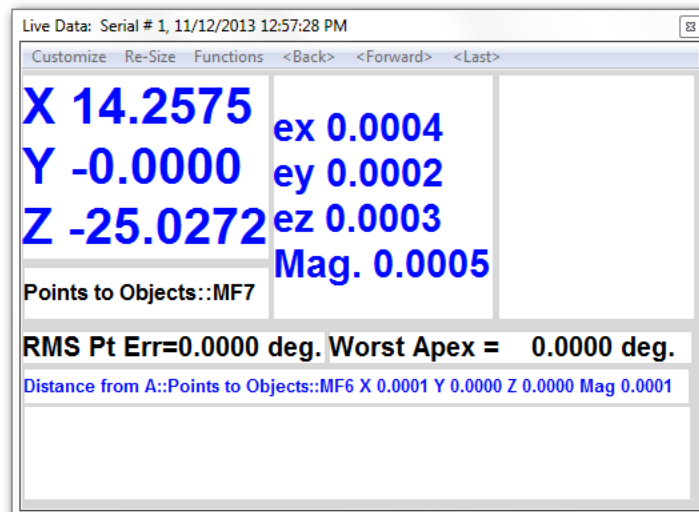 Live Data: Serial # 1, 11/12/2013 12:57:28 PM
Customize Re-Size Functions <Back> <Forward> <Last>
X 14.2575
Y -0.0000
Z -25.0272
ex 0.0004
ey 0.0002
ez 0.0003
Mag. 0.0005
Points to Objects::MF7
RMS Pt Err=0.0000 deg. Worst Apex = 0.0000 deg.
Distance from A::Points to Objects::MF6 X 0.0001 Y 0.0000 Z 0.0000 Mag 0.0001